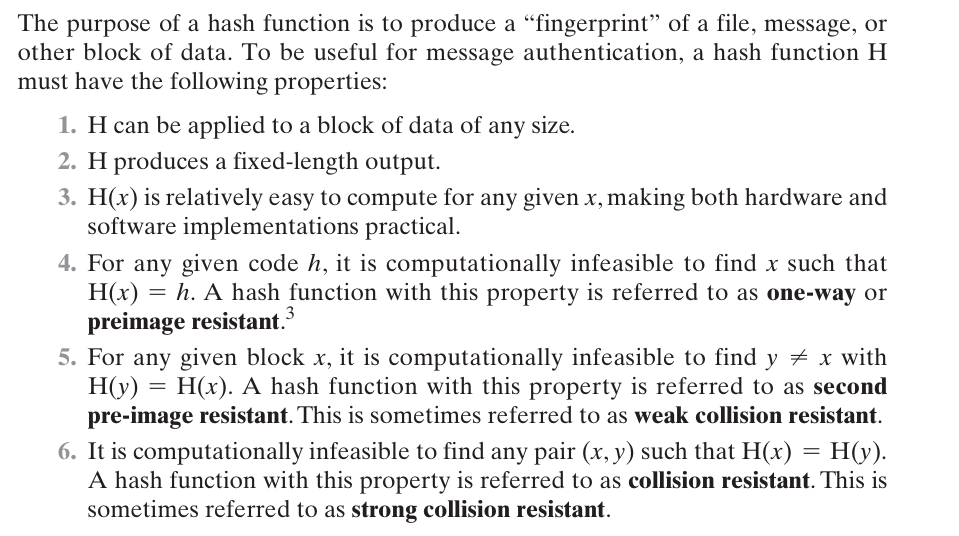 The purpose of a hash function is to produce a “fingerprint” of a file, message, or
other block of data. To be useful for message authentication, a hash function H
must have the following properties:
1. H can be applied to a block of data of any size.
2. H produces a fixed-length output.
3. H(x) is relatively easy to compute for any given x, making both hardware and
software implementations practical.
4. For any given code h, it is computationally infeasible to find x such that
H(x) = h. A hash function with this property is referred to as one-way or
preimage resistant.³
5. For any given block x, it is computationally infeasible to find y ≠ x with
H(y) = H(x). A hash function with this property is referred to as second
pre-image resistant. This is sometimes referred to as weak collision resistant.
6. It is computationally infeasible to find any pair (x, y) such that H(x) = H(y).
A hash function with this property is referred to as collision resistant. This is
sometimes referred to as strong collision resistant.